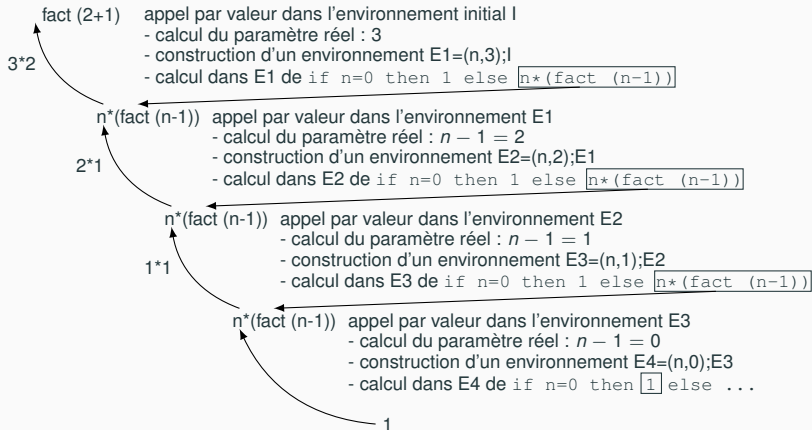 fact (2+1) appel par valeur dans l'environnement initial I
- calcul du paramètre réel : 3
- construction d'un environnement E1=(n,3);I
- calcul dans E1 de if n=0 then 1 else n*(fact (n-1))
3*2
n*(fact (n-1)) appel par valeur dans l'environnement E1
- calcul du paramètre réel : n − 1 = 2
- construction d'un environnement E2=(n,2);E1
- calcul dans E2 de if n=0 then 1 else n*(fact (n-1))
2*1
n*(fact (n-1)) appel par valeur dans l'environnement E2
- calcul du paramètre réel : n − 1 = 1
- construction d'un environnement E3=(n,1);E2
- calcul dans E3 de if n=0 then 1 else n*(fact (n-1))
1*1
n*(fact (n-1)) appel par valeur dans l'environnement E3
- calcul du paramètre réel : n − 1 = 0
- construction d'un environnement E4=(n,0);E3
- calcul dans E4 de if n=0 then 1 else ...
1